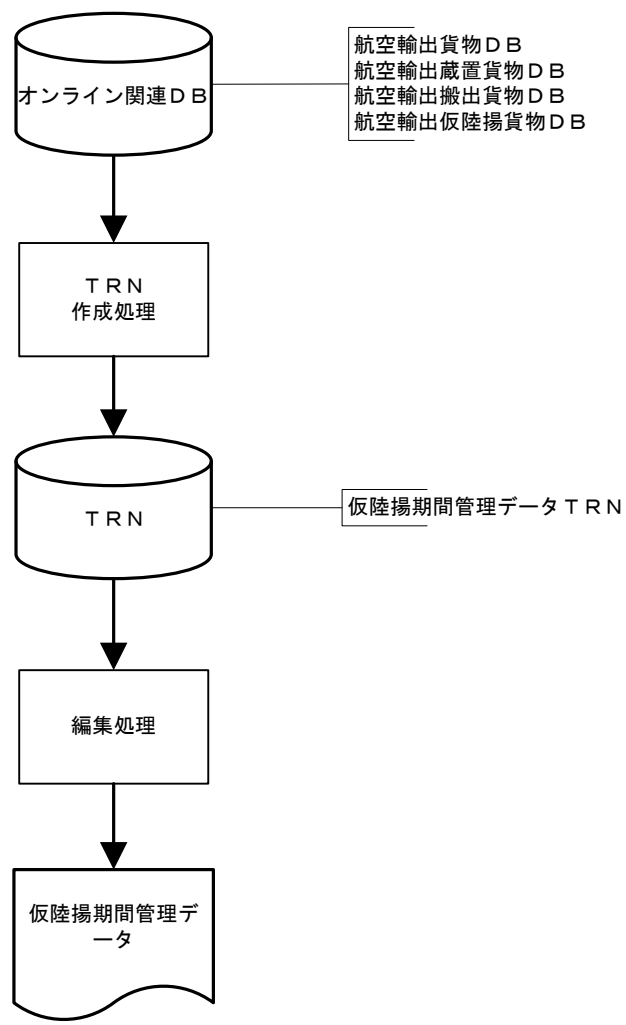 オンライン関連ＤＢ
航空輸出貨物ＤＢ
航空輸出蔵置貨物ＤＢ
航空輸出搬出貨物ＤＢ
航空輸出仮陸揚貨物ＤＢ
ＴＲＮ
作成処理
ＴＲＮ
仮陸揚期間管理データＴＲＮ
編集処理
仮陸揚期間管理デ
ータ